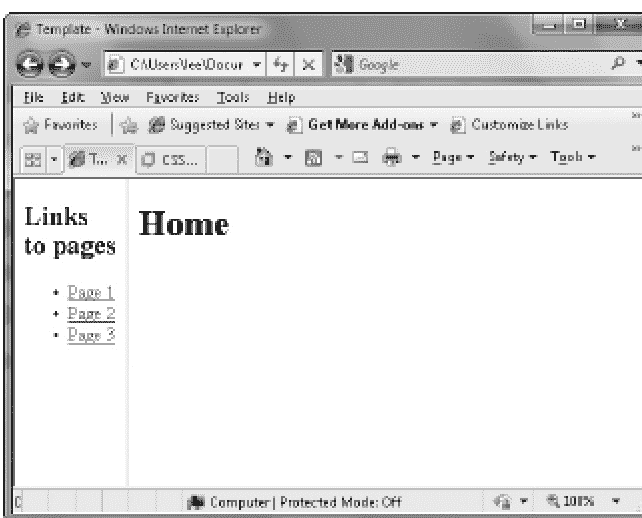 Template - Windows Internet Explorer
C:\Users\Vee\Docur
Google
File Edit View Favorites Tools Help
Favorites Suggested Sites Get More Add-ons Customize Links
T... CSS... Page Safety Tools
Links to pages
Home
Page 1
Page 2
Page 3
Computer | Protected Mode: Off 100%